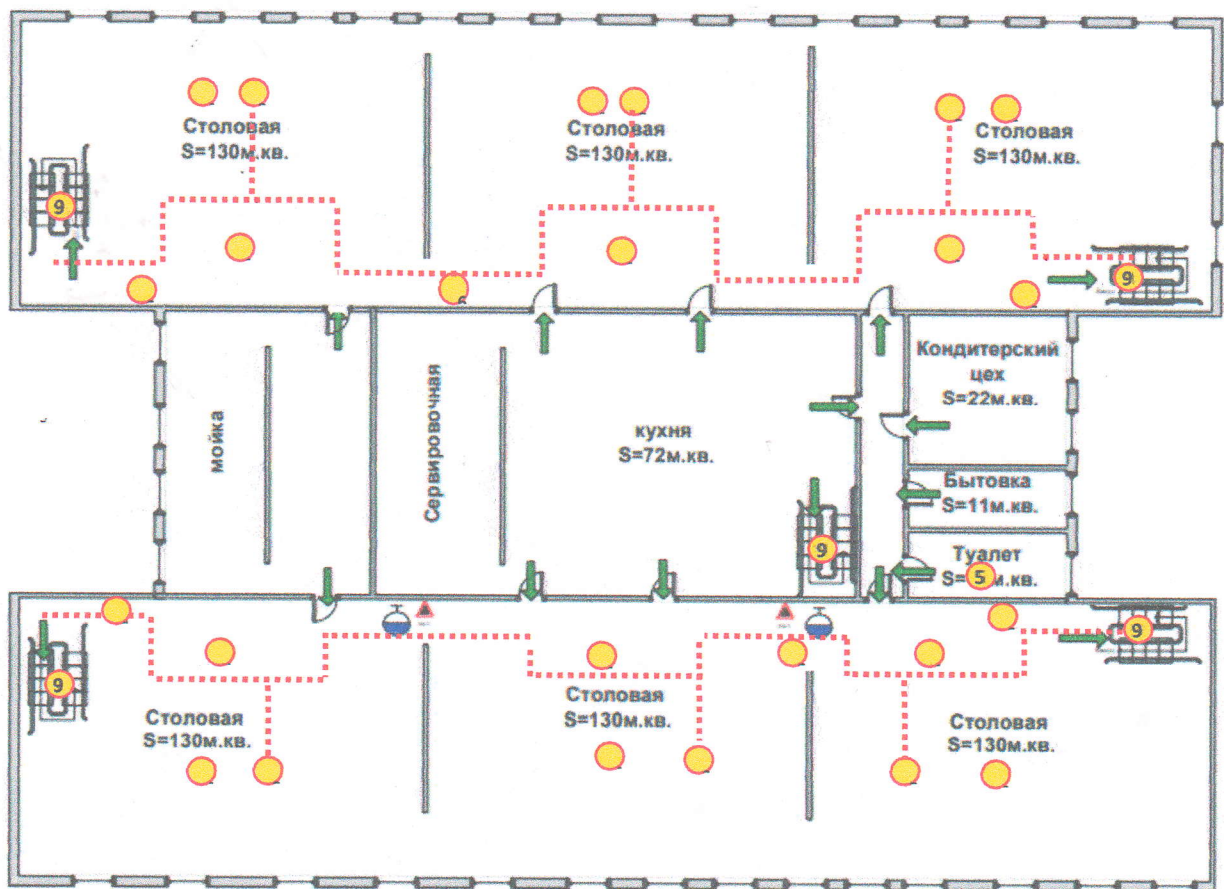 Столовая
S=130м.кв.
Столовая
S=130м.кв.
Столовая
S=130м.кв.
9
9
мойка
Сервировочная
кухня
S=72м.кв.
Кондитерский
цех
S=22м.кв.
Бытовка
S=11м.кв.
9
Туалет
S= 5 м.кв.
9
9
Столовая
S=130м.кв.
Столовая
S=130м.кв.
Столовая
S=130м.кв.